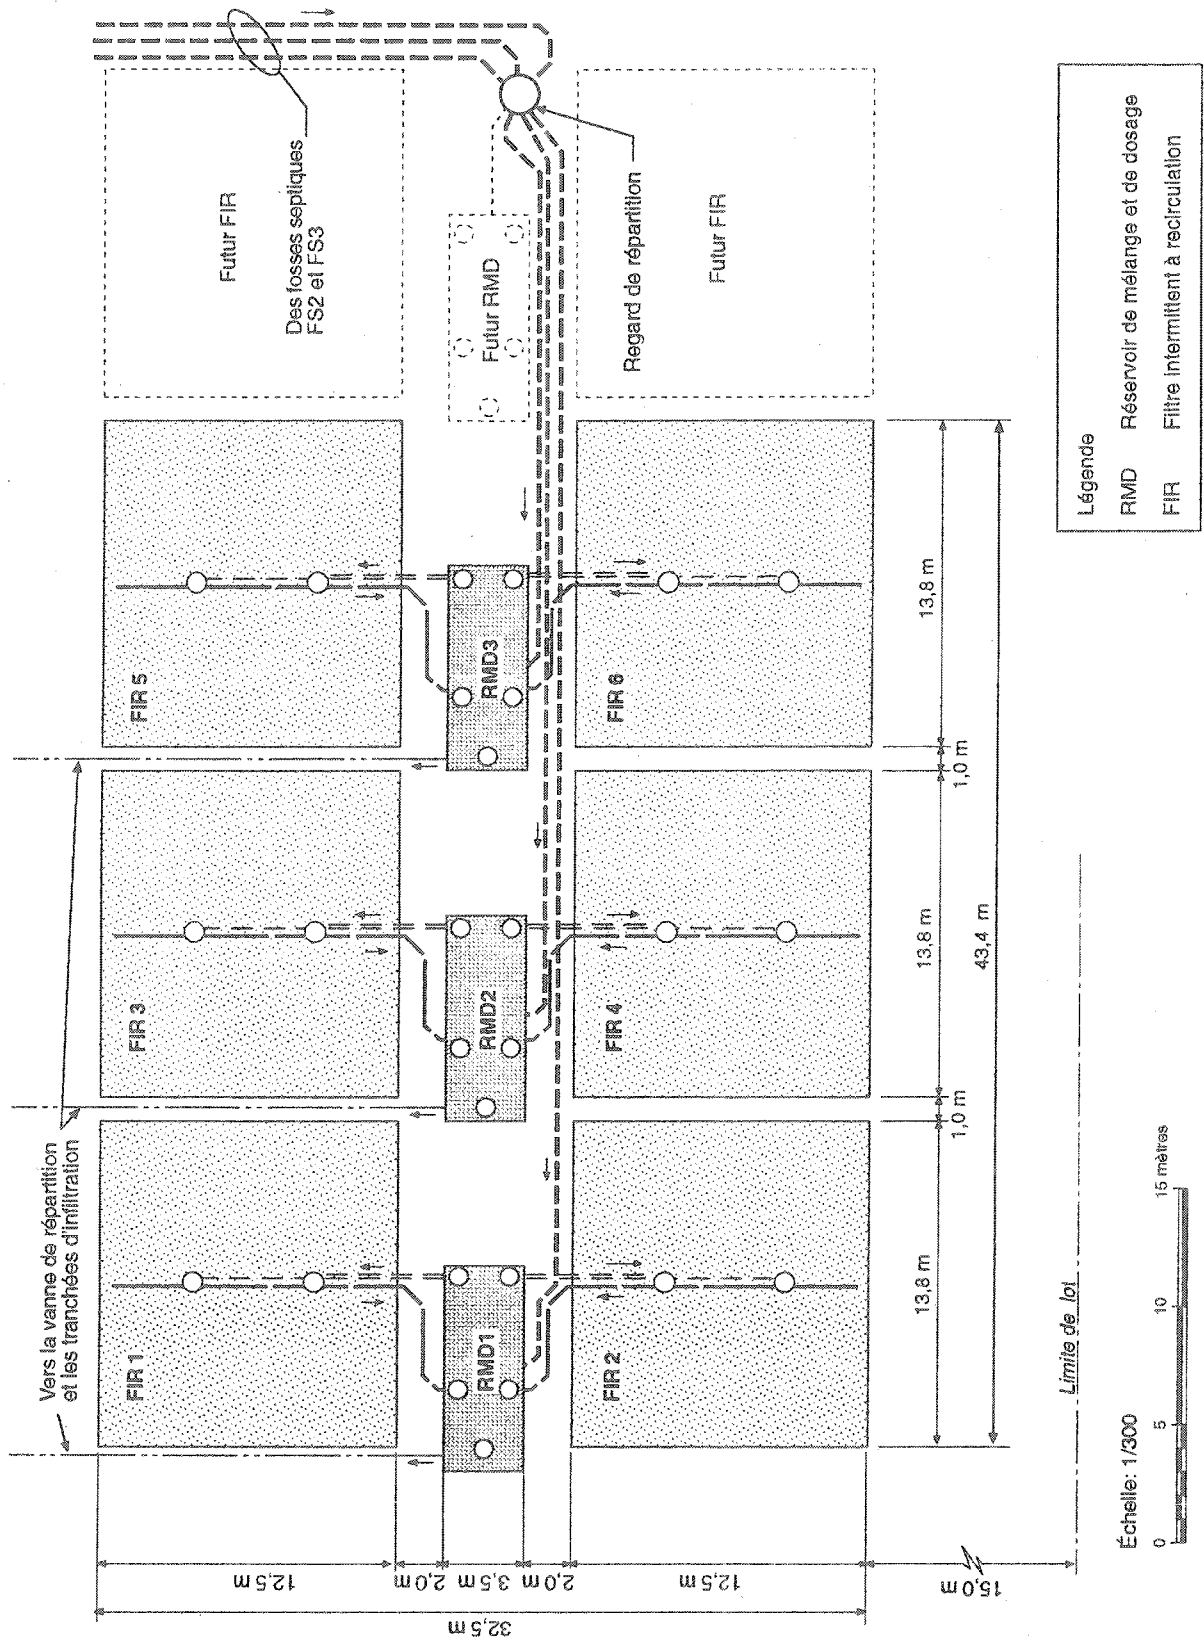 Vers la vanne de répartition
et les tranchées d'infiltration
Des fosses septiques
FS2 et FS3
FIR 1
FIR 3
FIR 5
Futur FIR
RMD1
RMD2
RMD3
Futur RMD
Regard de répartition
FIR 2
FIR 4
FIR 6
Futur FIR
12,5 m
2,0 m
3,5 m
2,0 m
12,5 m
32,5 m
15,0 m
13,8 m
1,0 m
13,8 m
1,0 m
13,8 m
43,4 m
Limite de lot
Échelle: 1/300
0 5 10 15 mètres
Légende
RMD Réservoir de mélange et de dosage
FIR Filtre intermittent à recirculation